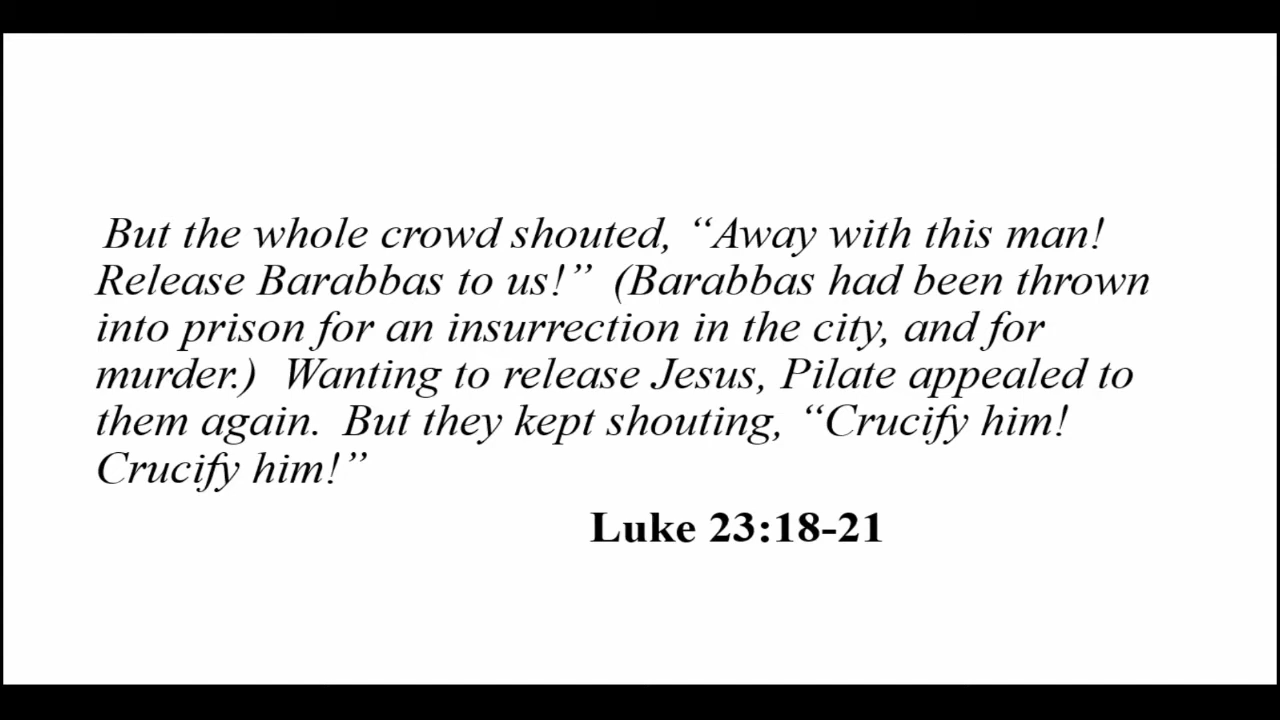 But the whole crowd shouted, “Away with this man!
Release Barabbas to us!”  (Barabbas had been thrown
into prison for an insurrection in the city, and for
murder.)  Wanting to release Jesus, Pilate appealed to
them again.  But they kept shouting, “Crucify him!
Crucify him!”
Luke 23:18-21